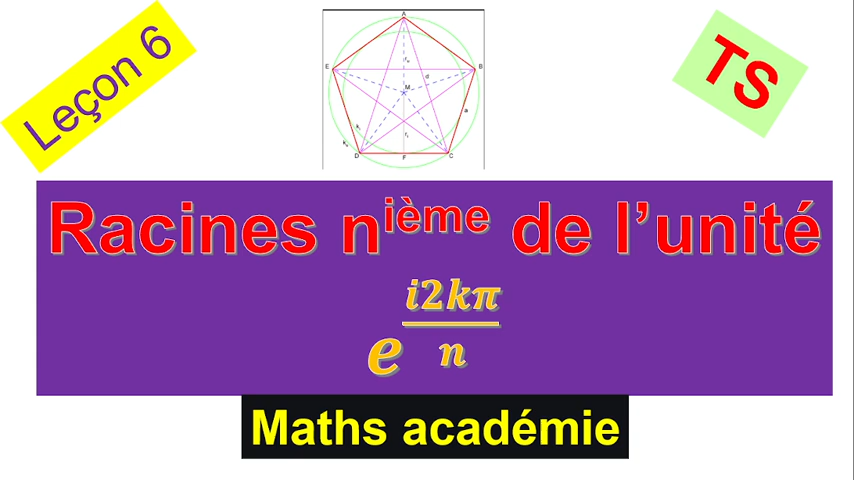 Leçon 6
TS
A
E
B
M
d
a
D
F
C
Racines nième de l'unité
i2kπ
e
n
Maths académie